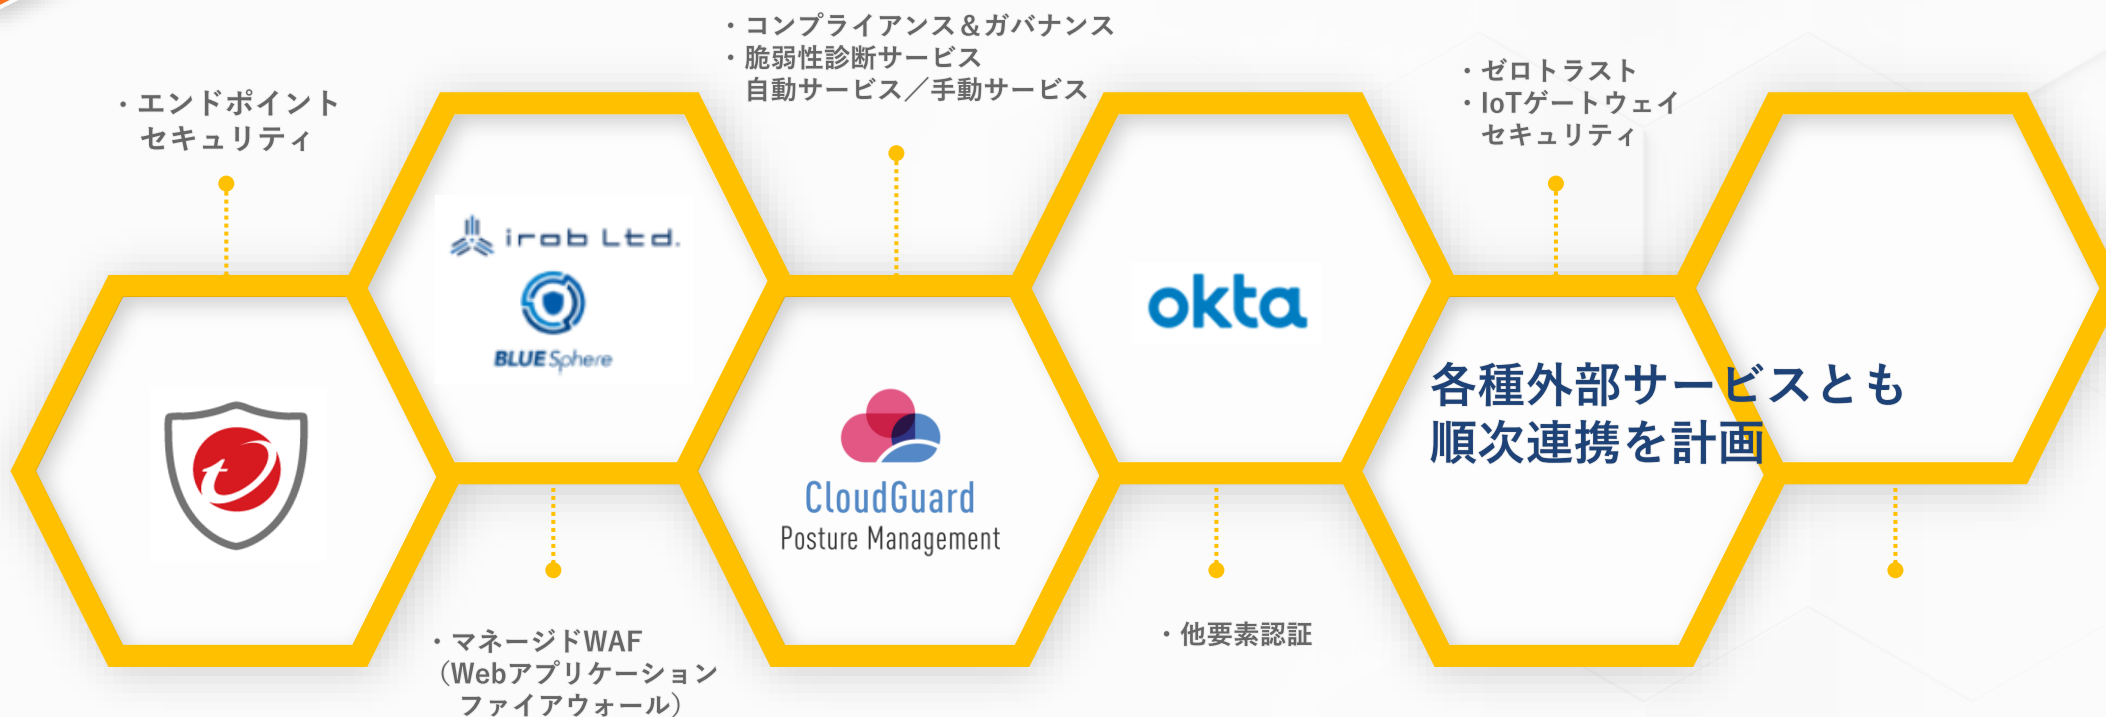 ・エンドポイント
セキュリティ
irob Ltd.
BLUE Sphere
・マネージドWAF
（Webアプリケーション
ファイアウォール）
・コンプライアンス＆ガバナンス
・脆弱性診断サービス
自動サービス／手動サービス
CloudGuard
Posture Management
okta
・他要素認証
・ゼロトラスト
・IoTゲートウェイ
セキュリティ
各種外部サービスとも
順次連携を計画